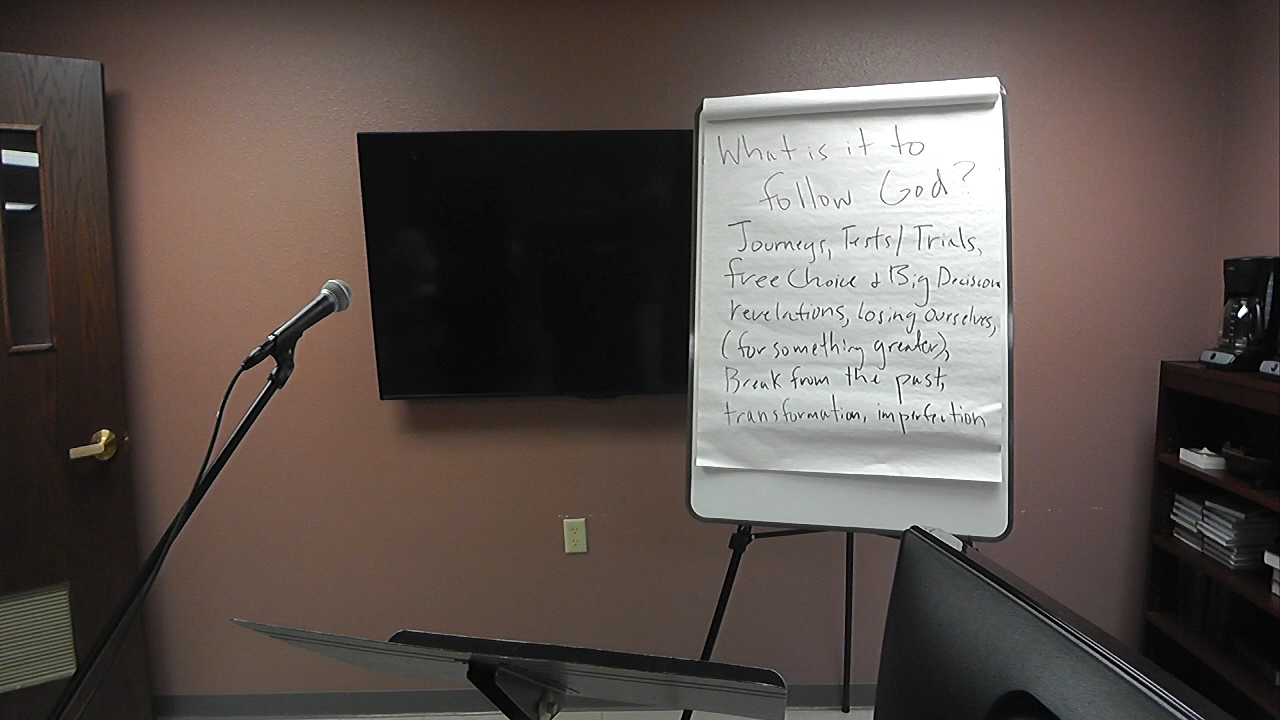 What is it to
follow God?
Journeys, Tests/Trials,
free Choice & Big Decision
revelations, losing ourselves,
(for something greater),
Break from the past,
transformation, imperfection